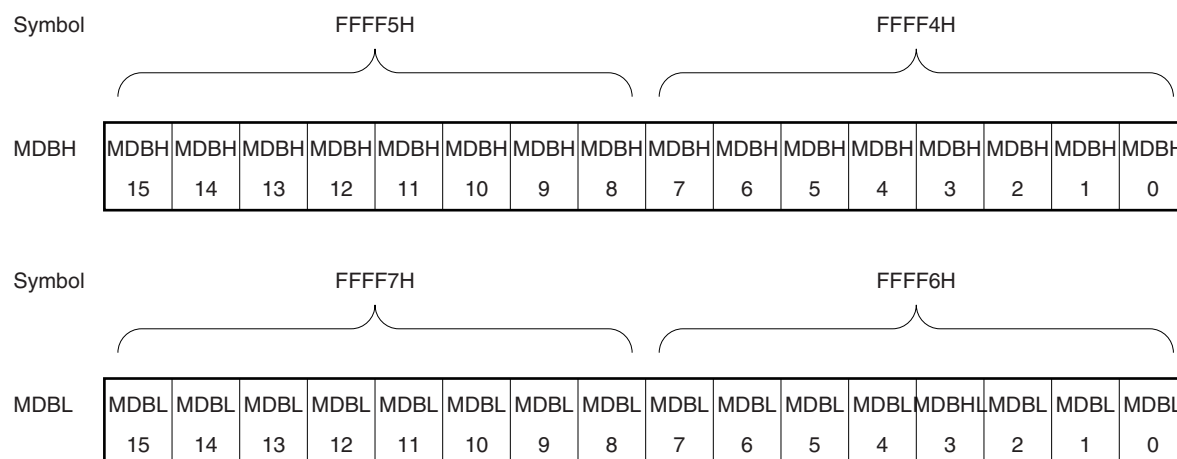 Symbol FFFF5H FFFF4H
MDBH MDBH MDBH MDBH MDBH MDBH MDBH MDBH MDBH MDBH MDBH MDBH MDBH MDBH MDBH MDBH MDBH
15 14 13 12 11 10 9 8 7 6 5 4 3 2 1 0
Symbol FFFF7H FFFF6H
MDBL MDBL MDBL MDBL MDBL MDBL MDBL MDBL MDBL MDBL MDBL MDBL MDBL MDBHL MDBL MDBL MDBL
15 14 13 12 11 10 9 8 7 6 5 4 3 2 1 0